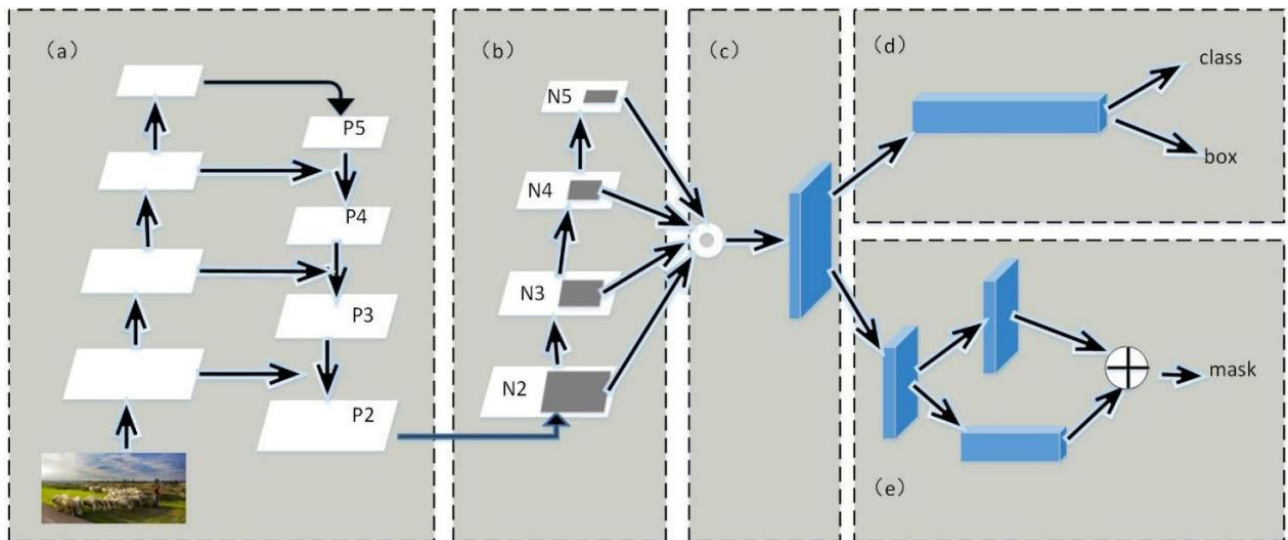 （a）
P5
P4
P3
P2
（b）
N5
N4
N3
N2
（c）
（d）
class
box
mask
（e）